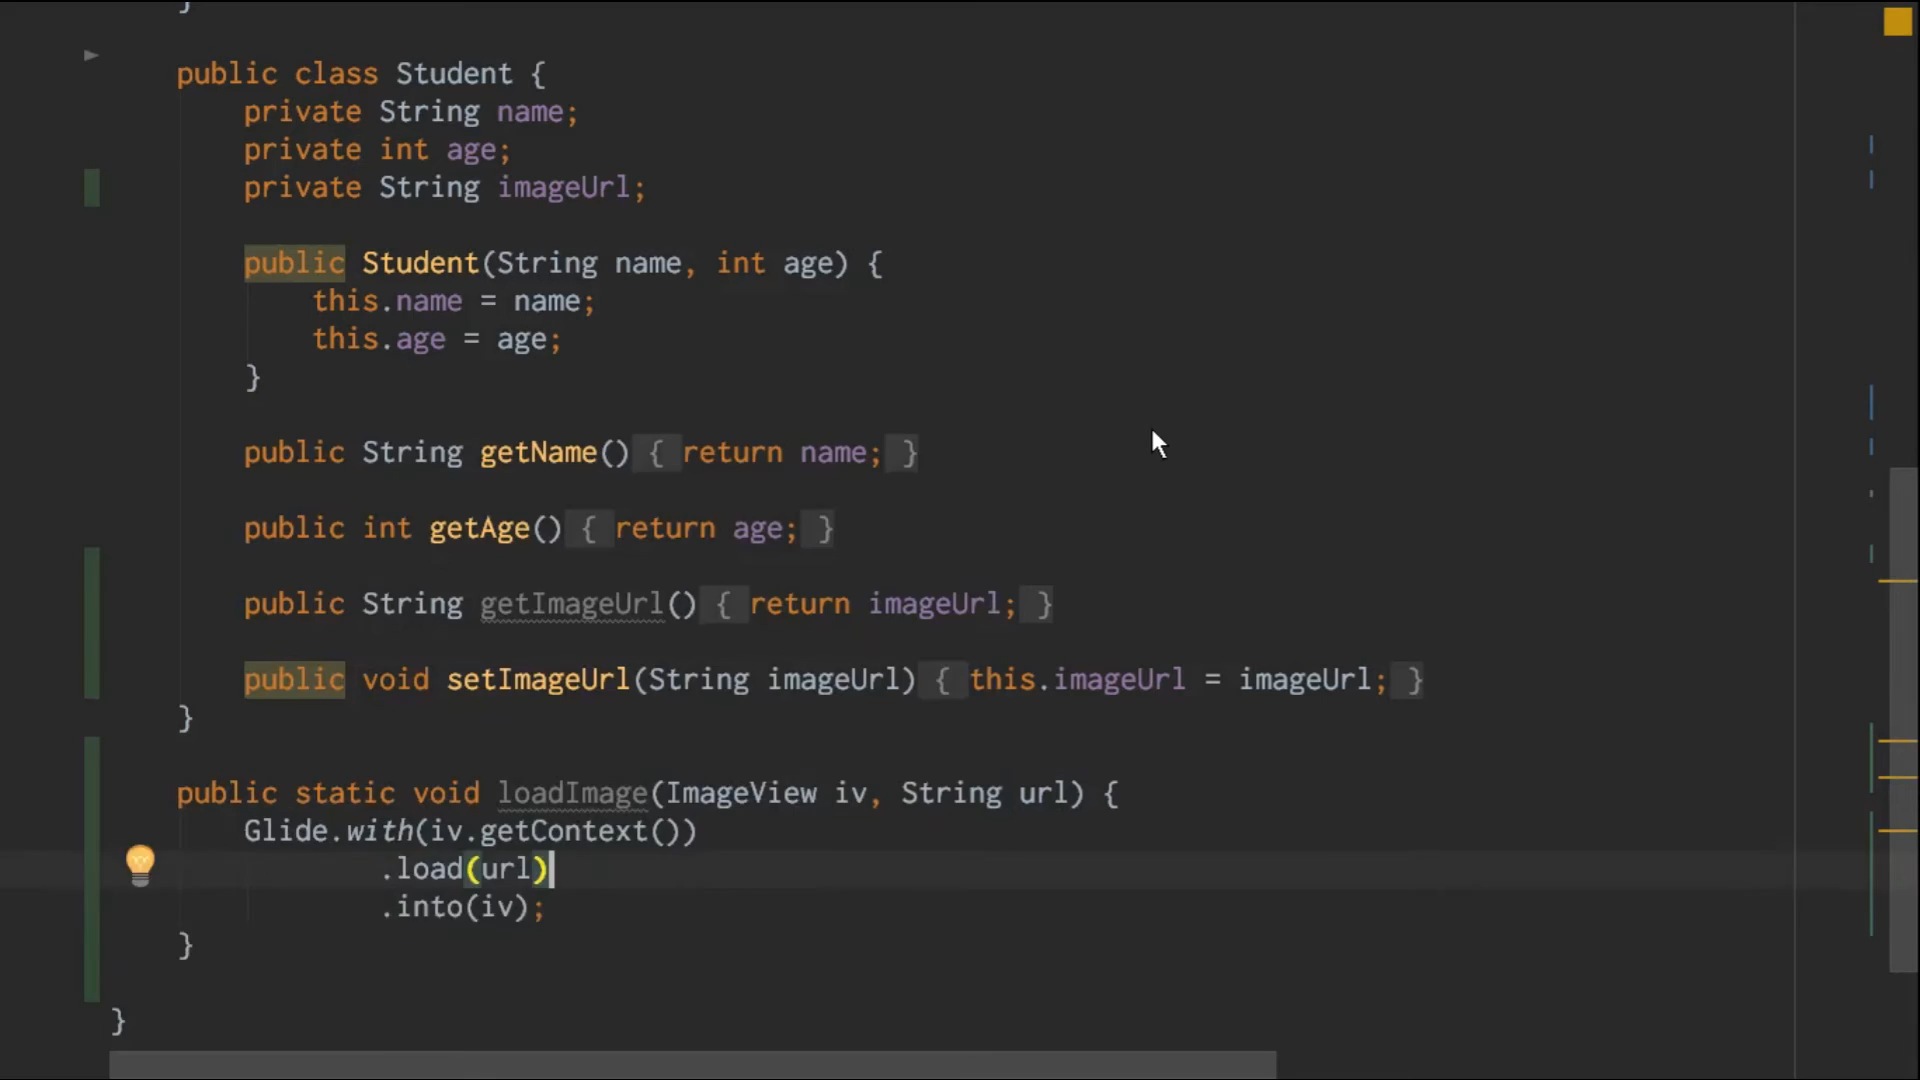 }
public class Student {
private String name;
private int age;
private String imageUrl;
public Student(String name, int age) {
this.name = name;
this.age = age;
}
public String getName() { return name; }
public int getAge() { return age; }
public String getImageUrl() { return imageUrl; }
public void setImageUrl(String imageUrl) { this.imageUrl = imageUrl; }
}
public static void loadImage(ImageView iv, String url) {
Glide.with(iv.getContext())
.load(url)
.into(iv);
}
}